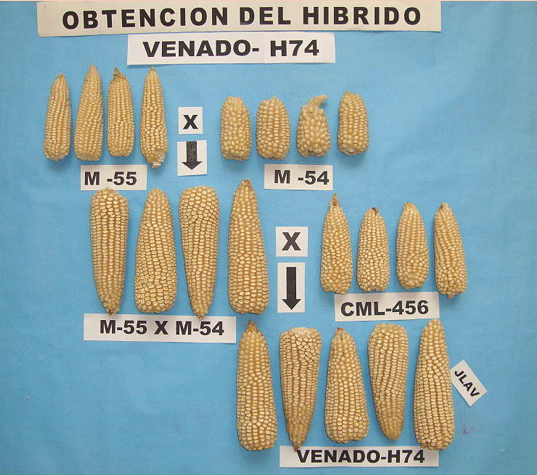 OBTENCION DEL HIBRIDO
VENADO- H74
X
M -55
M -54
X
M-55 X M-54
CML-456
JLAV
VENADO-H74